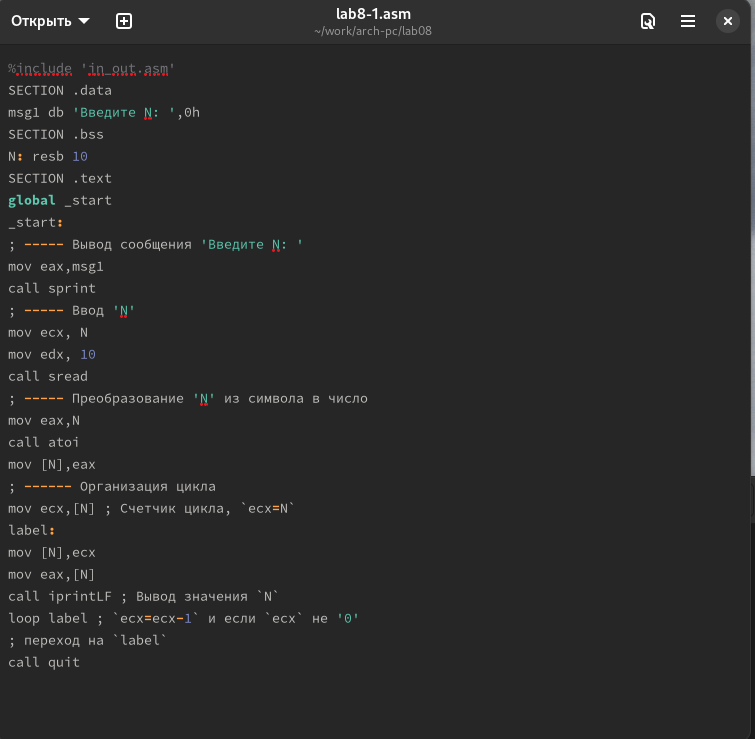 Открыть
lab8-1.asm
~/work/arch-pc/lab08
%include 'in_out.asm'
SECTION .data
msg1 db 'Введите N: ',0h
SECTION .bss
N: resb 10
SECTION .text
global _start
_start:
; ----- Вывод сообщения 'Введите N: '
mov eax,msg1
call sprint
; ----- Ввод 'N'
mov ecx, N
mov edx, 10
call sread
; ----- Преобразование 'N' из символа в число
mov eax,N
call atoi
mov [N],eax
; ------ Организация цикла
mov ecx,[N] ; Счетчик цикла, `ecx=N`
label:
mov [N],ecx
mov eax,[N]
call iprintLF ; Вывод значения `N`
loop label ; `ecx=ecx-1` и если `ecx` не '0'
; переход на `label`
call quit